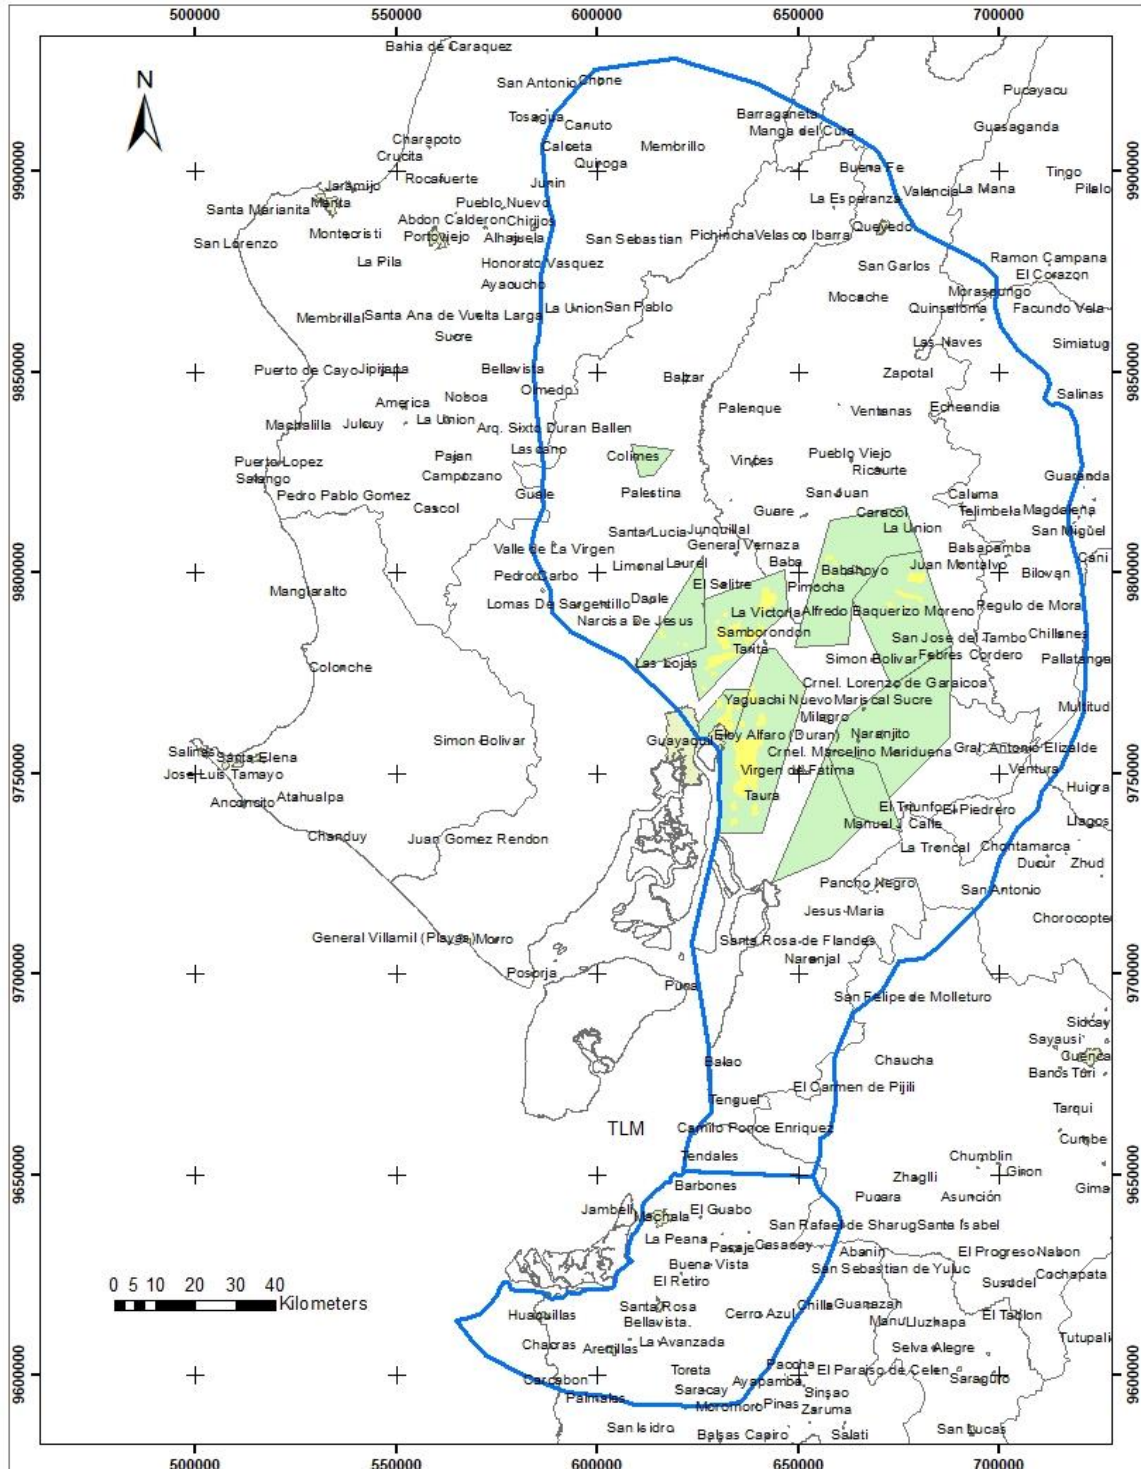 500000 550000 600000 650000 700000
Bahia de Caraquez
N
San Antonio Chone
Pucayacu
Tosagua
Canuto
Barraganeta
Manga del Cura
Guasaganda
Charapoto
Crucita
Calceta
Membrillo
Quiroga
Buena Fe
Tingo
9900000 9900000
Jaramijo
Rocafuerte
Junin
Valencia
La Mana
Pilalo
Santa Marianita
Manta
Pueblo Nuevo
La Esperanza
Abdon Calderon
Chirijos
San Lorenzo
Montecristi
Portoviejo
Alhajuela
San Sebastian
Pichincha
Velasco Ibarra
Quevedo
La Pila
Honorato Vasquez
San Carlos
Ramon Campana
El Corazon
Ayacucho
Mocache
Moraspungo
Membrillal
Santa Ana de Vuelta Larga
La Union
San Pablo
Quinsaloma
Facundo Vela
Sucre
Las Naves
Simiatug
Puerto de Cayo
Jipijapa
Bellavista
Balzar
Zapotal
9850000 9850000
Olmedo
Salinas
America
Noboa
Palenque
Ventanas
Echeandia
Machalilla
Julcuy
La Union
Arq. Sixto Duran Ballen
Puerto Lopez
Pajan
Lascano
Colimes
Vinces
Pueblo Viejo
Salango
Campozano
Ricaurte
Guaranda
Pedro Pablo Gomez
Guale
Palestina
San Juan
Caluma
Cascol
Guare
Caracol
Telimbela
Magdalena
Santa Lucia
Junquillal
La Union
San Miguel
Valle de La Virgen
General Vernaza
Balsapamba
Cani
Limonal
Laurel
Baba
Babahoyo
Juan Montalvo
Bilovan
9800000 9800000
Pedro Carbo
El Salitre
Pimocha
Manglaralto
Lomas De Sargentillo
Daule
La Victoria
Alfredo Baquerizo Moreno
Regulo de Mora
Narcisa De Jesus
Samborondon
San Jose del Tambo
Chillanes
Tarifa
Colonche
Las Lojas
Simon Bolivar
Febres Cordero
Pallatanga
Crnel. Lorenzo de Garaicoa
Yaguachi Nuevo
Mariscal Sucre
Multitud
Milagro
Simon Bolivar
Guayaquil
Eloy Alfaro (Duran)
Naranjito
Salinas
Santa Elena
Crnel. Marcelino Mariduena
Gral. Antonio Elizalde
9750000 9750000
Jose Luis Tamayo
Virgen de Fatima
Ventura
Ancon​cito
Atahualpa
Taura
Huigra
El Triunfo
El Piedrero
Chanduy
Juan Gomez Rendon
Manuel J Calle
Llagos
La Troncal
Chontamarca
Ducur
Zhud
Pancho Negro
San Antonio
Jesus Maria
Chorocopte
General Villamil (Playas)
Morro
Santa Rosa de Flandes
Naranjal
9700000 9700000
Posorja
Puna
San Felipe de Molleturo
Sidcay
Sayausi
Balao
Chaucha
Cuenca
Banos
Turi
El Carmen de Pijili
Tenguel
Tarqui
TLM
Camilo Ponce Enriquez
Cumbe
Tendales
Chumblin
9650000 9650000
Barbones
Zhaglli
Giron
Gima
Pucara
Asunción
Jambeli
Machala
El Guabo
San Rafael de Sharug
Santa Isabel
La Peana
Pasaje
Casacay
Abanin
El Progreso
Nabon
Buena Vista
San Sebastian de Yuluc
Cochapata
El Retiro
Susudel
0 5 10 20 30 40
Kilometers
Huaquillas
Santa Rosa
Cerro Azul
Chilla
Guanazan
El Tablon
Bellavista.
Manu
Lluzhapa
Chacras
Arenillas
La Avanzada
Selva Alegre
Tutupali
Toreta
Paccha
El Paraiso de Celen
9600000 9600000
Carcabon
Ayapamba
Saraguro
Palmales
Saracay
Sinsao
Moromoro
Pinas
Zaruma
San Isidro
Balsas
Capiro
Salati
San Lucas
500000 550000 600000 650000 700000